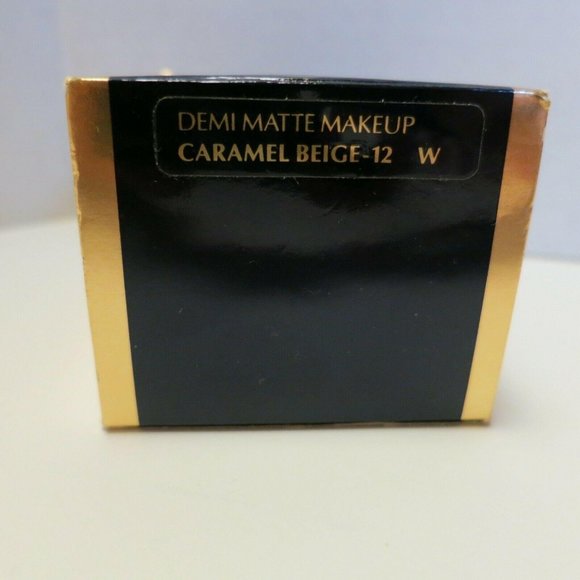 DEMI MATTE MAKEUP
CARAMEL BEIGE-12 W